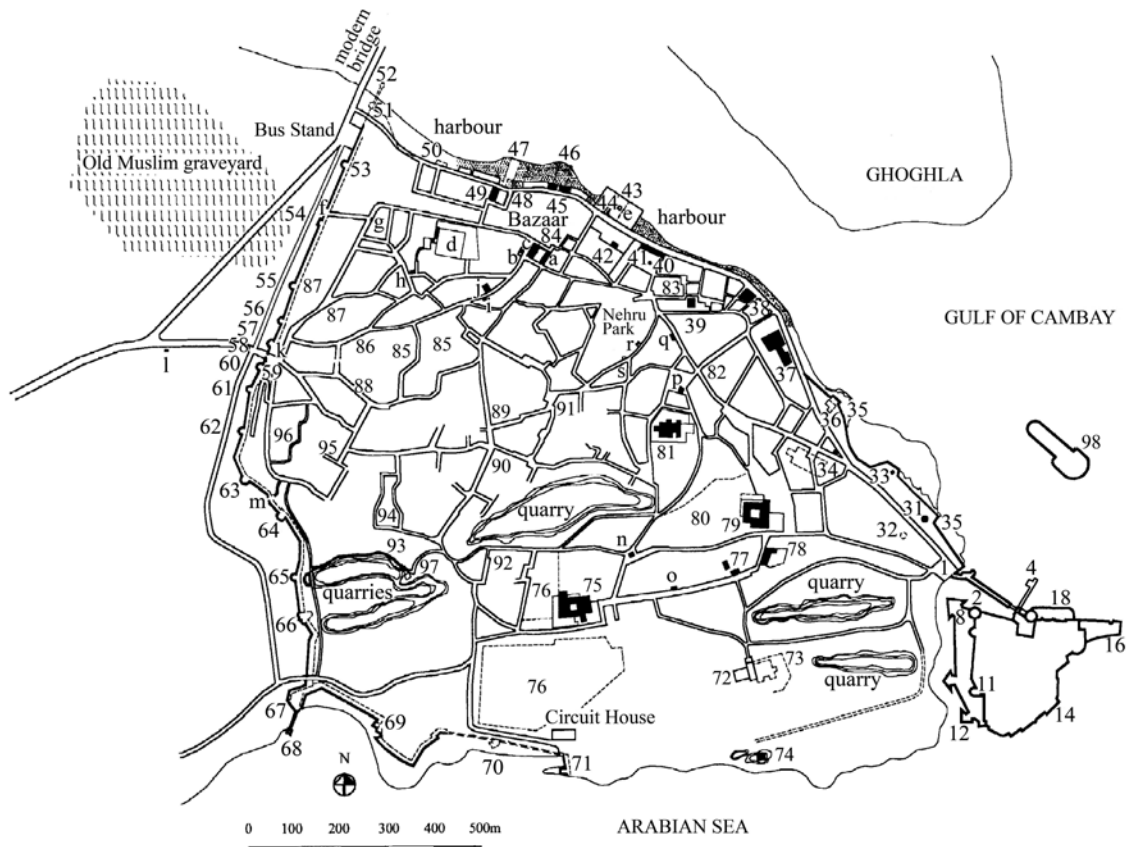 modern
bridge
52
51
Bus Stand
harbour
Old Muslim graveyard
50
47
46
GHOGHLA
53
49
48
45
43
44
e
Bazaar
harbour
54
f
g
d
84
c
b
a
42
41
40
55
87
h
j
i
83
38
56
87
Nehru
Park
39
GULF OF CAMBAY
57
58
k
86
85
85
r
q
37
l
60
59
s
82
61
88
p
62
89
91
36
35
96
95
81
98
90
34
33
63
m
quarry
31
35
94
80
79
32
64
93
n
1
65
97
92
77
78
4
quarries
76
75
o
quarry
2
18
66
8
16
76
72
73
quarry
11
67
69
Circuit House
14
68
12
70
71
74
N
0 100 200 300 400 500m
ARABIAN SEA